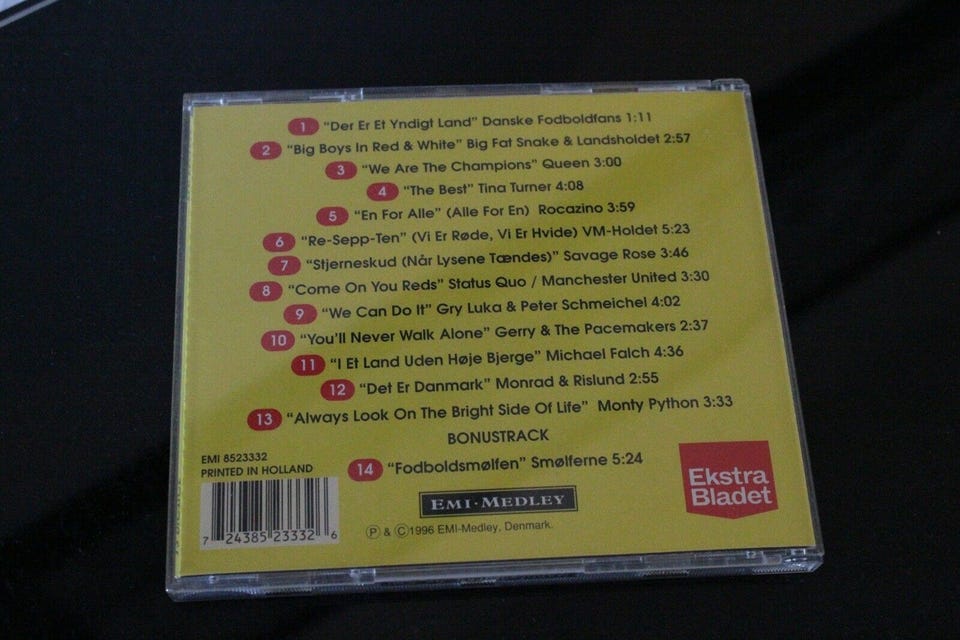 1 "Der Er Et Yndigt Land" Danske Fodboldfans 1:11
2 "Big Boys In Red & White" Big Fat Snake & Landsholdet 2:57
3 "We Are The Champions" Queen 3:00
4 "The Best" Tina Turner 4:08
5 "En For Alle" (Alle For En) Rocazino 3:59
6 "Re-Sepp-Ten" (Vi Er Røde, Vi Er Hvide) VM-Holdet 5:23
7 "Stjerneskud (Når Lysene Tændes)" Savage Rose 3:46
8 "Come On You Reds" Status Quo / Manchester United 3:30
9 "We Can Do It" Gry Luka & Peter Schmeichel 4:02
10 "You'll Never Walk Alone" Gerry & The Pacemakers 2:37
11 "I Et Land Uden Høje Bjerge" Michael Falch 4:36
12 "Det Er Danmark" Monrad & Rislund 2:55
13 "Always Look On The Bright Side Of Life" Monty Python 3:33
BONUSTRACK
14 "Fodboldsmølfen" Smølferne 5:24
EMI 8523332
PRINTED IN HOLLAND
7 24385 23332 6
EMI·MEDLEY
Ⓟ & ©1996 EMI-Medley, Denmark.
Ekstra
Bladet